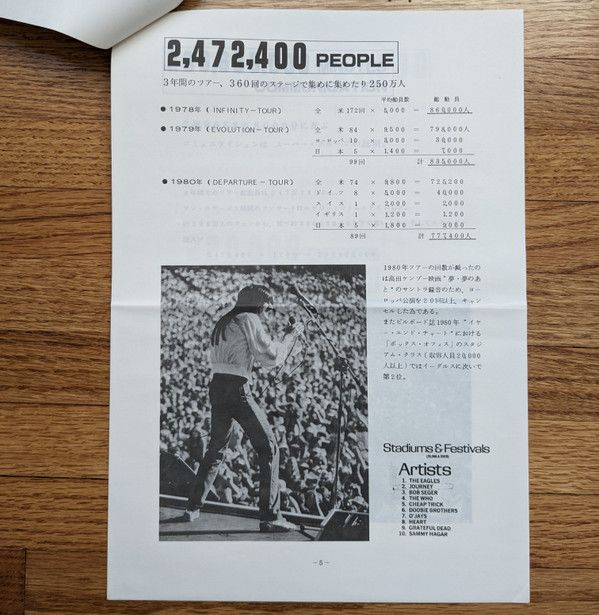 2,472,400 PEOPLE
3年間のツアー、360回のステージで集めに集めたり250万人
平均動員数 総動員
●1978年(INFINITY-TOUR) 全米 172回 × 5,000 = 860,000人
●1979年(EVOLUTION-TOUR) 全米 84 × 9,500 = 798,000人
ヨーロッパ 10 × 3,000 = 30,000
日本 5 × 1,400 = 7,000
99回 計 835,000人
●1980年(DEPARTURE-TOUR) 全米 74 × 9,800 = 725,200
ドイツ 8 × 5,000 = 40,000
スイス 1 × 2,000 = 2,000
イギリス 1 × 1,200 = 1,200
日本 5 × 1,800 = 9,000
89回 計 777,400人
1980年ツアーの回数が減ったの
は高田ケンゾー映画"夢・夢のあ
と"のサントラ録音のため、ヨー
ロッパ公演を20回以上、キャン
セルした為である。
またビルボード誌1980年"イヤ
ー・エンド・チャート"における
「ボックス・オフィス」のスタジ
アム・クラス(収容人員20,000
人以上)ではイーグルスに次いで
第2位。
Stadiums & Festivals
(20,000 & OVER)
Artists
1. THE EAGLES
2. JOURNEY
3. BOB SEGER
4. THE WHO
5. CHEAP TRICK
6. DOOBIE BROTHERS
7. O'JAYS
8. HEART
9. GRATEFUL DEAD
10. SAMMY HAGAR
-5-